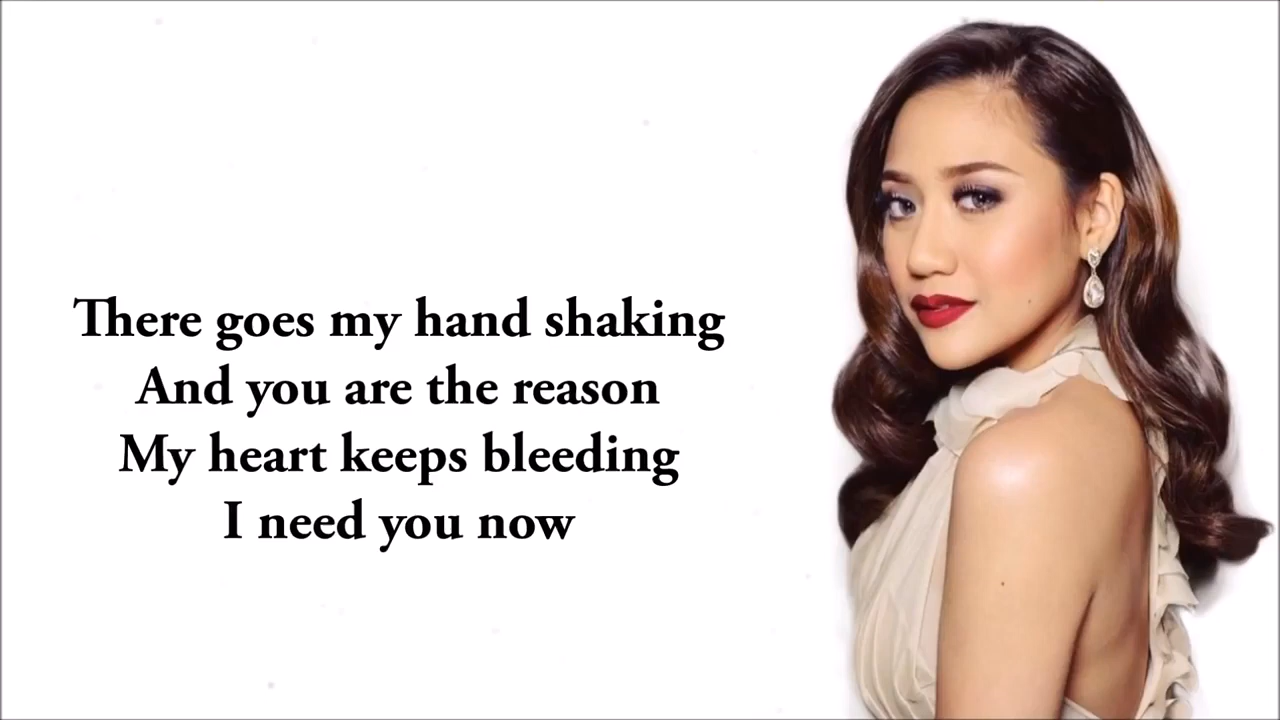 There goes my hand shaking
And you are the reason
My heart keeps bleeding
I need you now